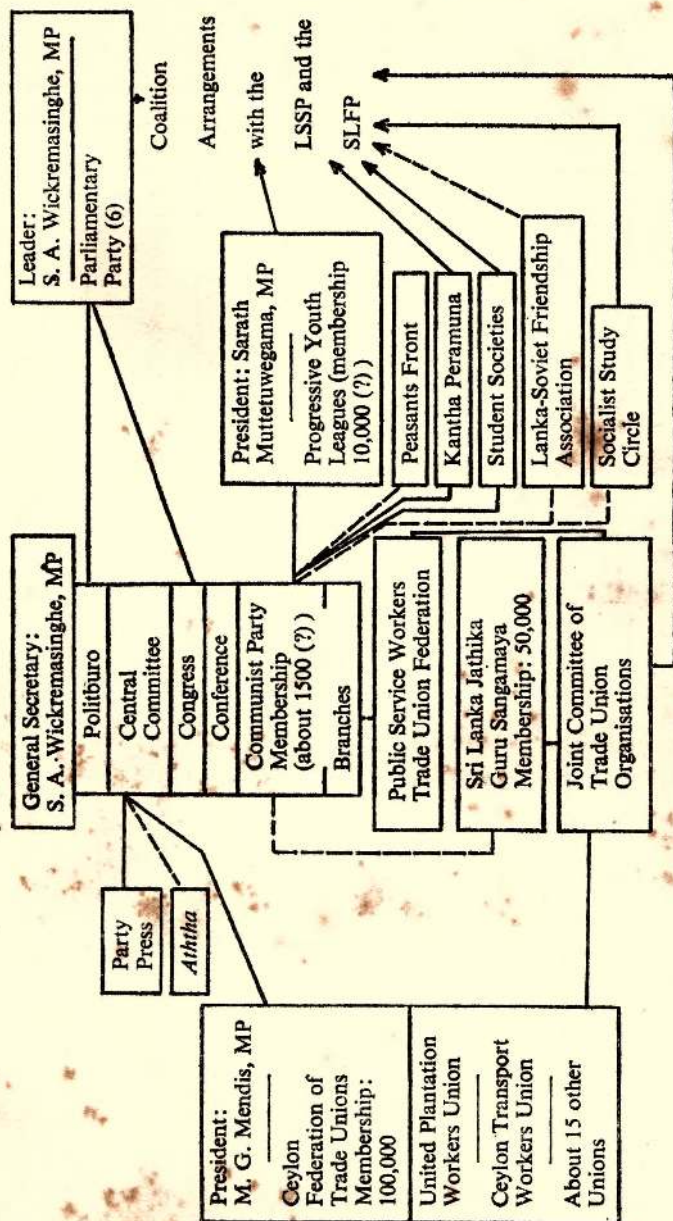 General Secretary:
S. A. Wickremasinghe, MP
Politburo
Central
Committee
Congress
Conference
Communist Party
Membership
(about 1500 (?))
Branches
Leader:
S. A. Wickremasinghe, MP
Parliamentary
Party (6)
Coalition
Arrangements
with the
LSSP and the
SLFP
Party
Press
Aththa
President: Sarath
Muttetuwegama, MP
Progressive Youth
Leagues (membership
10,000 (?))
Peasants Front
Kantha Peramuna
Student Societies
Lanka-Soviet Friendship
Association
Socialist Study
Circle
President:
M. G. Mendis, MP
Ceylon
Federation of
Trade Unions
Membership:
100,000
United Plantation
Workers Union
Ceylon Transport
Workers Union
About 15 other
Unions
Public Service Workers
Trade Union Federation
Sri Lanka Jathika
Guru Sangamaya
Membership: 50,000
Joint Committee of
Trade Union
Organisations